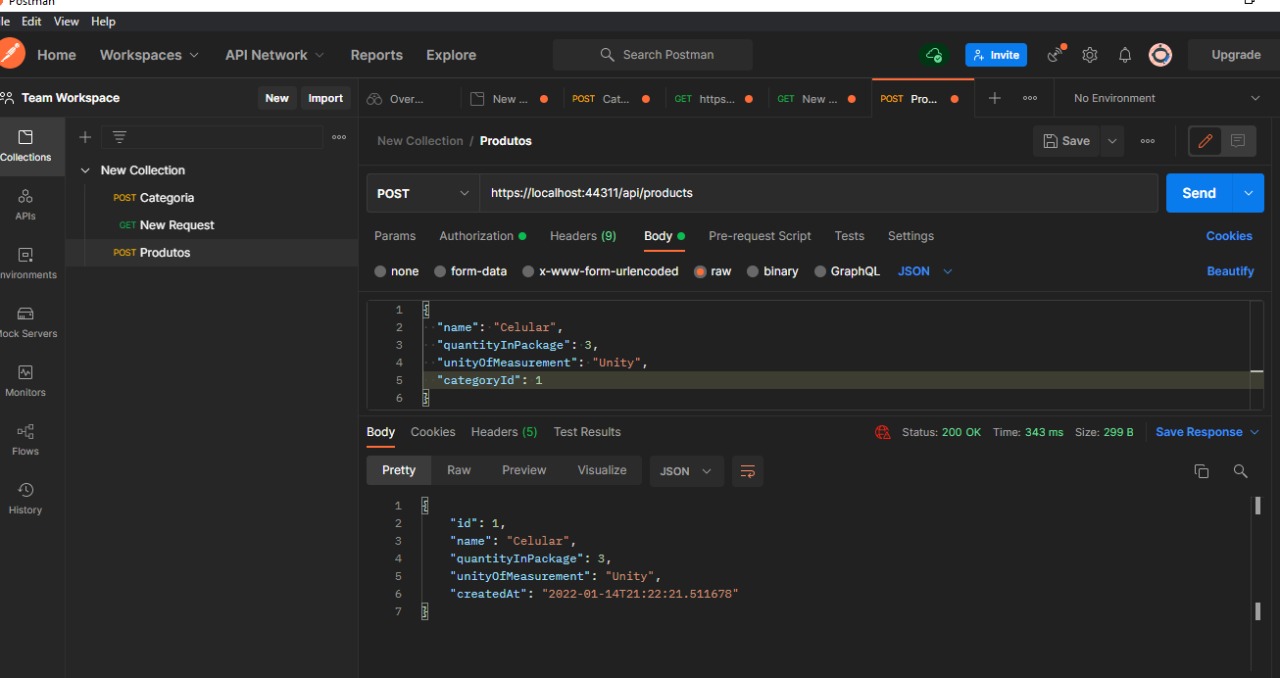 Postman
le Edit View Help
Home Workspaces API Network Reports Explore Search Postman Invite Upgrade
Team Workspace New Import Over... New ... POST Cat... GET https... GET New ... POST Pro... No Environment
Collections
APIs
nvironments
Mock Servers
Monitors
Flows
History
New Collection
POST Categoria
GET New Request
POST Produtos
New Collection / Produtos Save
POST https://localhost:44311/api/products Send
Params Authorization Headers (9) Body Pre-request Script Tests Settings Cookies
none form-data x-www-form-urlencoded raw binary GraphQL JSON Beautify
1 {
2 "name": "Celular",
3 "quantityInPackage": 3,
4 "unityOfMeasurement": "Unity",
5 "categoryId": 1
6 }
Body Cookies Headers (5) Test Results Status: 200 OK Time: 343 ms Size: 299 B Save Response
Pretty Raw Preview Visualize JSON
1 {
2 "id": 1,
3 "name": "Celular",
4 "quantityInPackage": 3,
5 "unityOfMeasurement": "Unity",
6 "createdAt": "2022-01-14T21:22:21.511678"
7 }